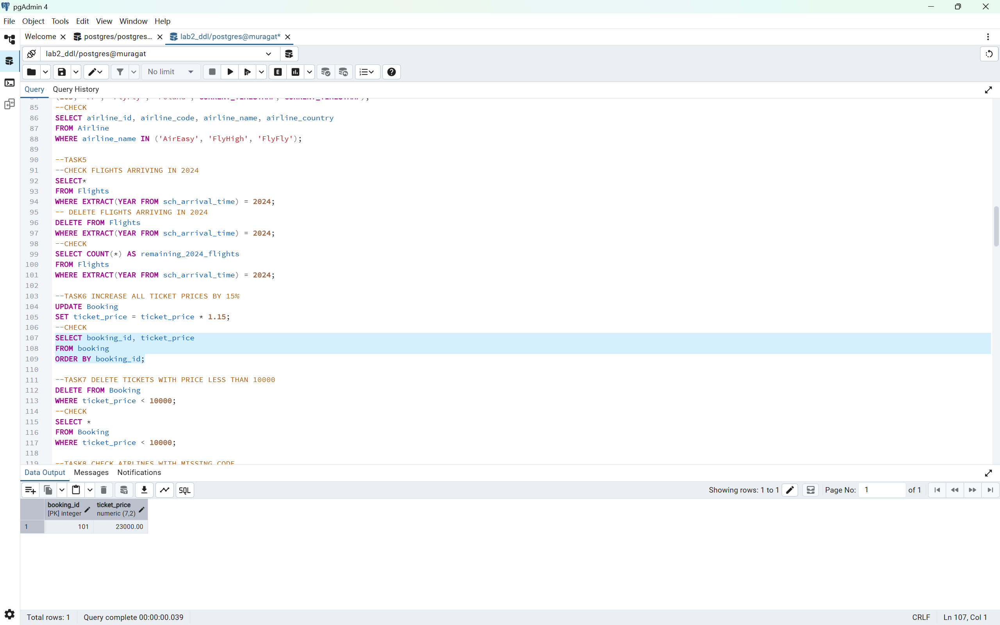 pgAdmin 4
File Object Tools Edit View Window Help
Welcome postgres/postgres... lab2_ddl/postgres@muragat*
lab2_ddl/postgres@muragat
No limit
E
Query Query History
85 --CHECK
86 SELECT airline_id, airline_code, airline_name, airline_country
87 FROM Airline
88 WHERE airline_name IN ('AirEasy', 'FlyHigh', 'FlyFly');
89
90 --TASK5
91 --CHECK FLIGHTS ARRIVING IN 2024
92 SELECT*
93 FROM Flights
94 WHERE EXTRACT(YEAR FROM sch_arrival_time) = 2024;
95 -- DELETE FLIGHTS ARRIVING IN 2024
96 DELETE FROM Flights
97 WHERE EXTRACT(YEAR FROM sch_arrival_time) = 2024;
98 --CHECK
99 SELECT COUNT(*) AS remaining_2024_flights
100 FROM Flights
101 WHERE EXTRACT(YEAR FROM sch_arrival_time) = 2024;
102
103 --TASK6 INCREASE ALL TICKET PRICES BY 15%
104 UPDATE Booking
105 SET ticket_price = ticket_price * 1.15;
106 --CHECK
107 SELECT booking_id, ticket_price
108 FROM booking
109 ORDER BY booking_id;
110
111 --TASK7 DELETE TICKETS WITH PRICE LESS THAN 10000
112 DELETE FROM Booking
113 WHERE ticket_price < 10000;
114 --CHECK
115 SELECT *
116 FROM Booking
117 WHERE ticket_price < 10000;
118
119 --TASK8 CHECK AIRLINES WITH MISSING CODE
Data Output Messages Notifications
SQL Showing rows: 1 to 1 Page No: 1 of 1
booking_id ticket_price
[PK] integer numeric (7,2)
1 101 23000.00
Total rows: 1 Query complete 00:00:00.039 CRLF Ln 107, Col 1